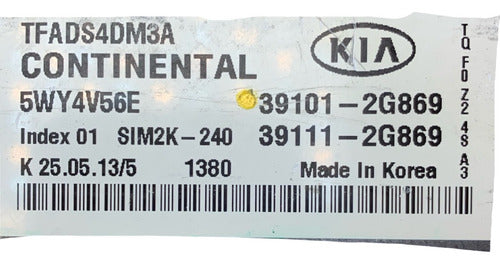 TFADS4DM3A
CONTINENTAL
KIA
5WY4V56E 39101-2G869
Index 01 SIM2K-240 39111-2G869
K 25.05.13/5 1380 Made In Korea
TQ F0 Z2 4S A3